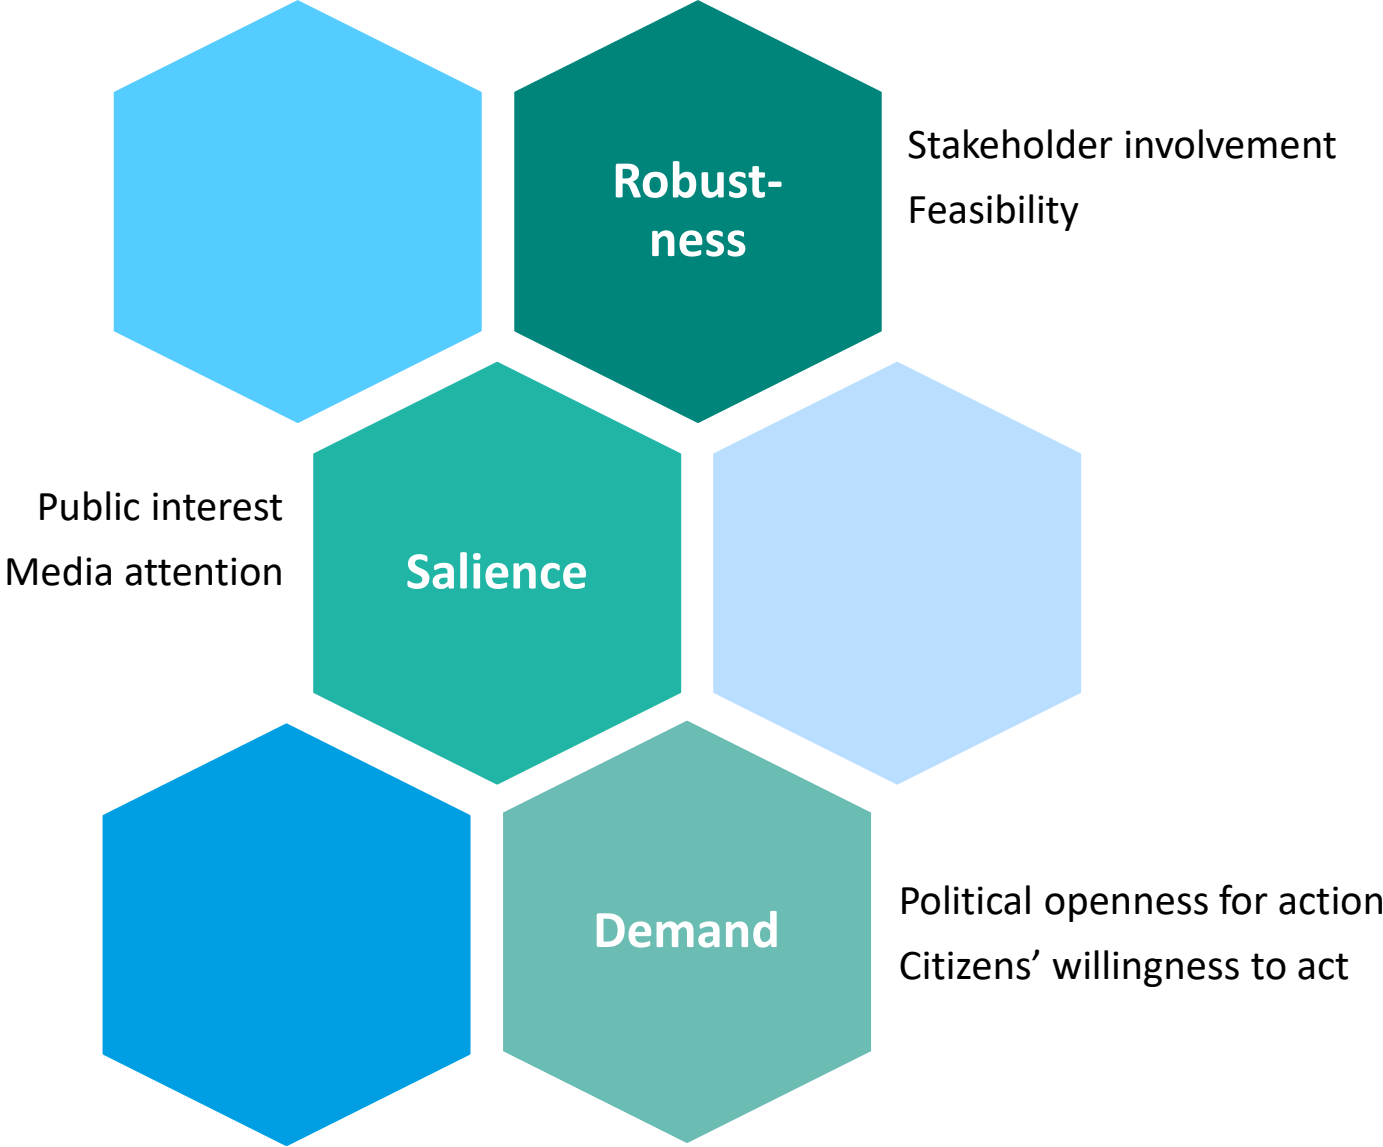 Robust-
ness
Stakeholder involvement
Feasibility
Public interest
Media attention
Salience
Demand
Political openness for action
Citizens’ willingness to act